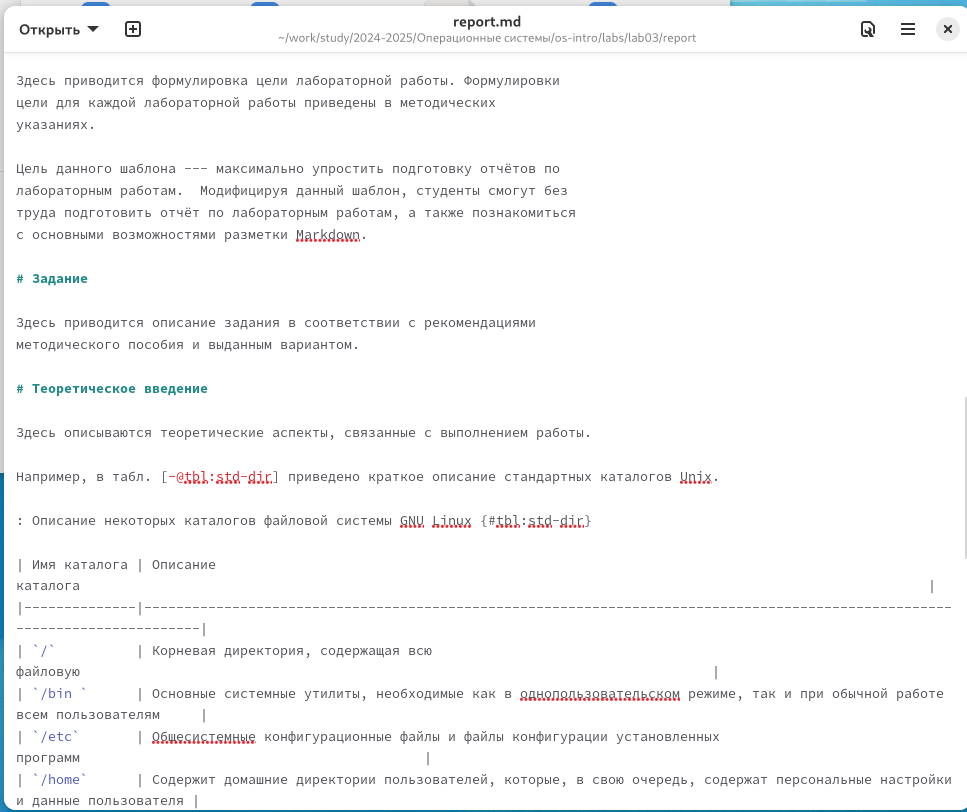 Открыть
report.md
~/work/study/2024-2025/Операционные системы/os-intro/labs/lab03/report
Здесь приводится формулировка цели лабораторной работы. Формулировки
цели для каждой лабораторной работы приведены в методических
указаниях.
Цель данного шаблона --- максимально упростить подготовку отчётов по
лабораторным работам.  Модифицируя данный шаблон, студенты смогут без
труда подготовить отчёт по лабораторным работам, а также познакомиться
с основными возможностями разметки Markdown.
# Задание
Здесь приводится описание задания в соответствии с рекомендациями
методического пособия и выданным вариантом.
# Теоретическое введение
Здесь описываются теоретические аспекты, связанные с выполнением работы.
Например, в табл. [-@tbl:std-dir] приведено краткое описание стандартных каталогов Unix.
: Описание некоторых каталогов файловой системы GNU Linux {#tbl:std-dir}
| Имя каталога | Описание
каталога |
|--------------|-----------------------------------------------------------------------------------------------------
-----------------------|
| `/` | Корневая директория, содержащая всю
файловую |
| `/bin ` | Основные системные утилиты, необходимые как в однопользовательском режиме, так и при обычной работе
всем пользователям |
| `/etc` | Общесистемные конфигурационные файлы и файлы конфигурации установленных
программ |
| `/home` | Содержит домашние директории пользователей, которые, в свою очередь, содержат персональные настройки
и данные пользователя |